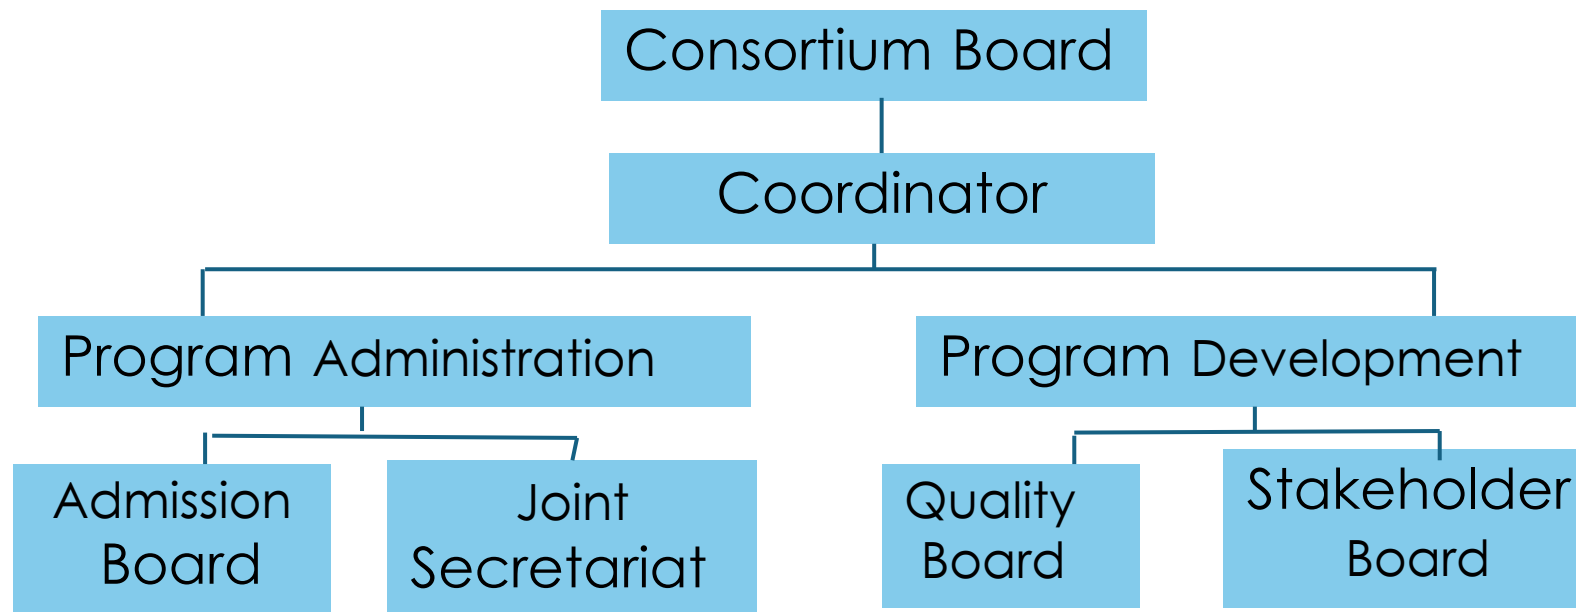 Consortium Board
Coordinator
Program Administration
Program Development
Admission
Board
Joint
Secretariat
Quality
Board
Stakeholder
Board